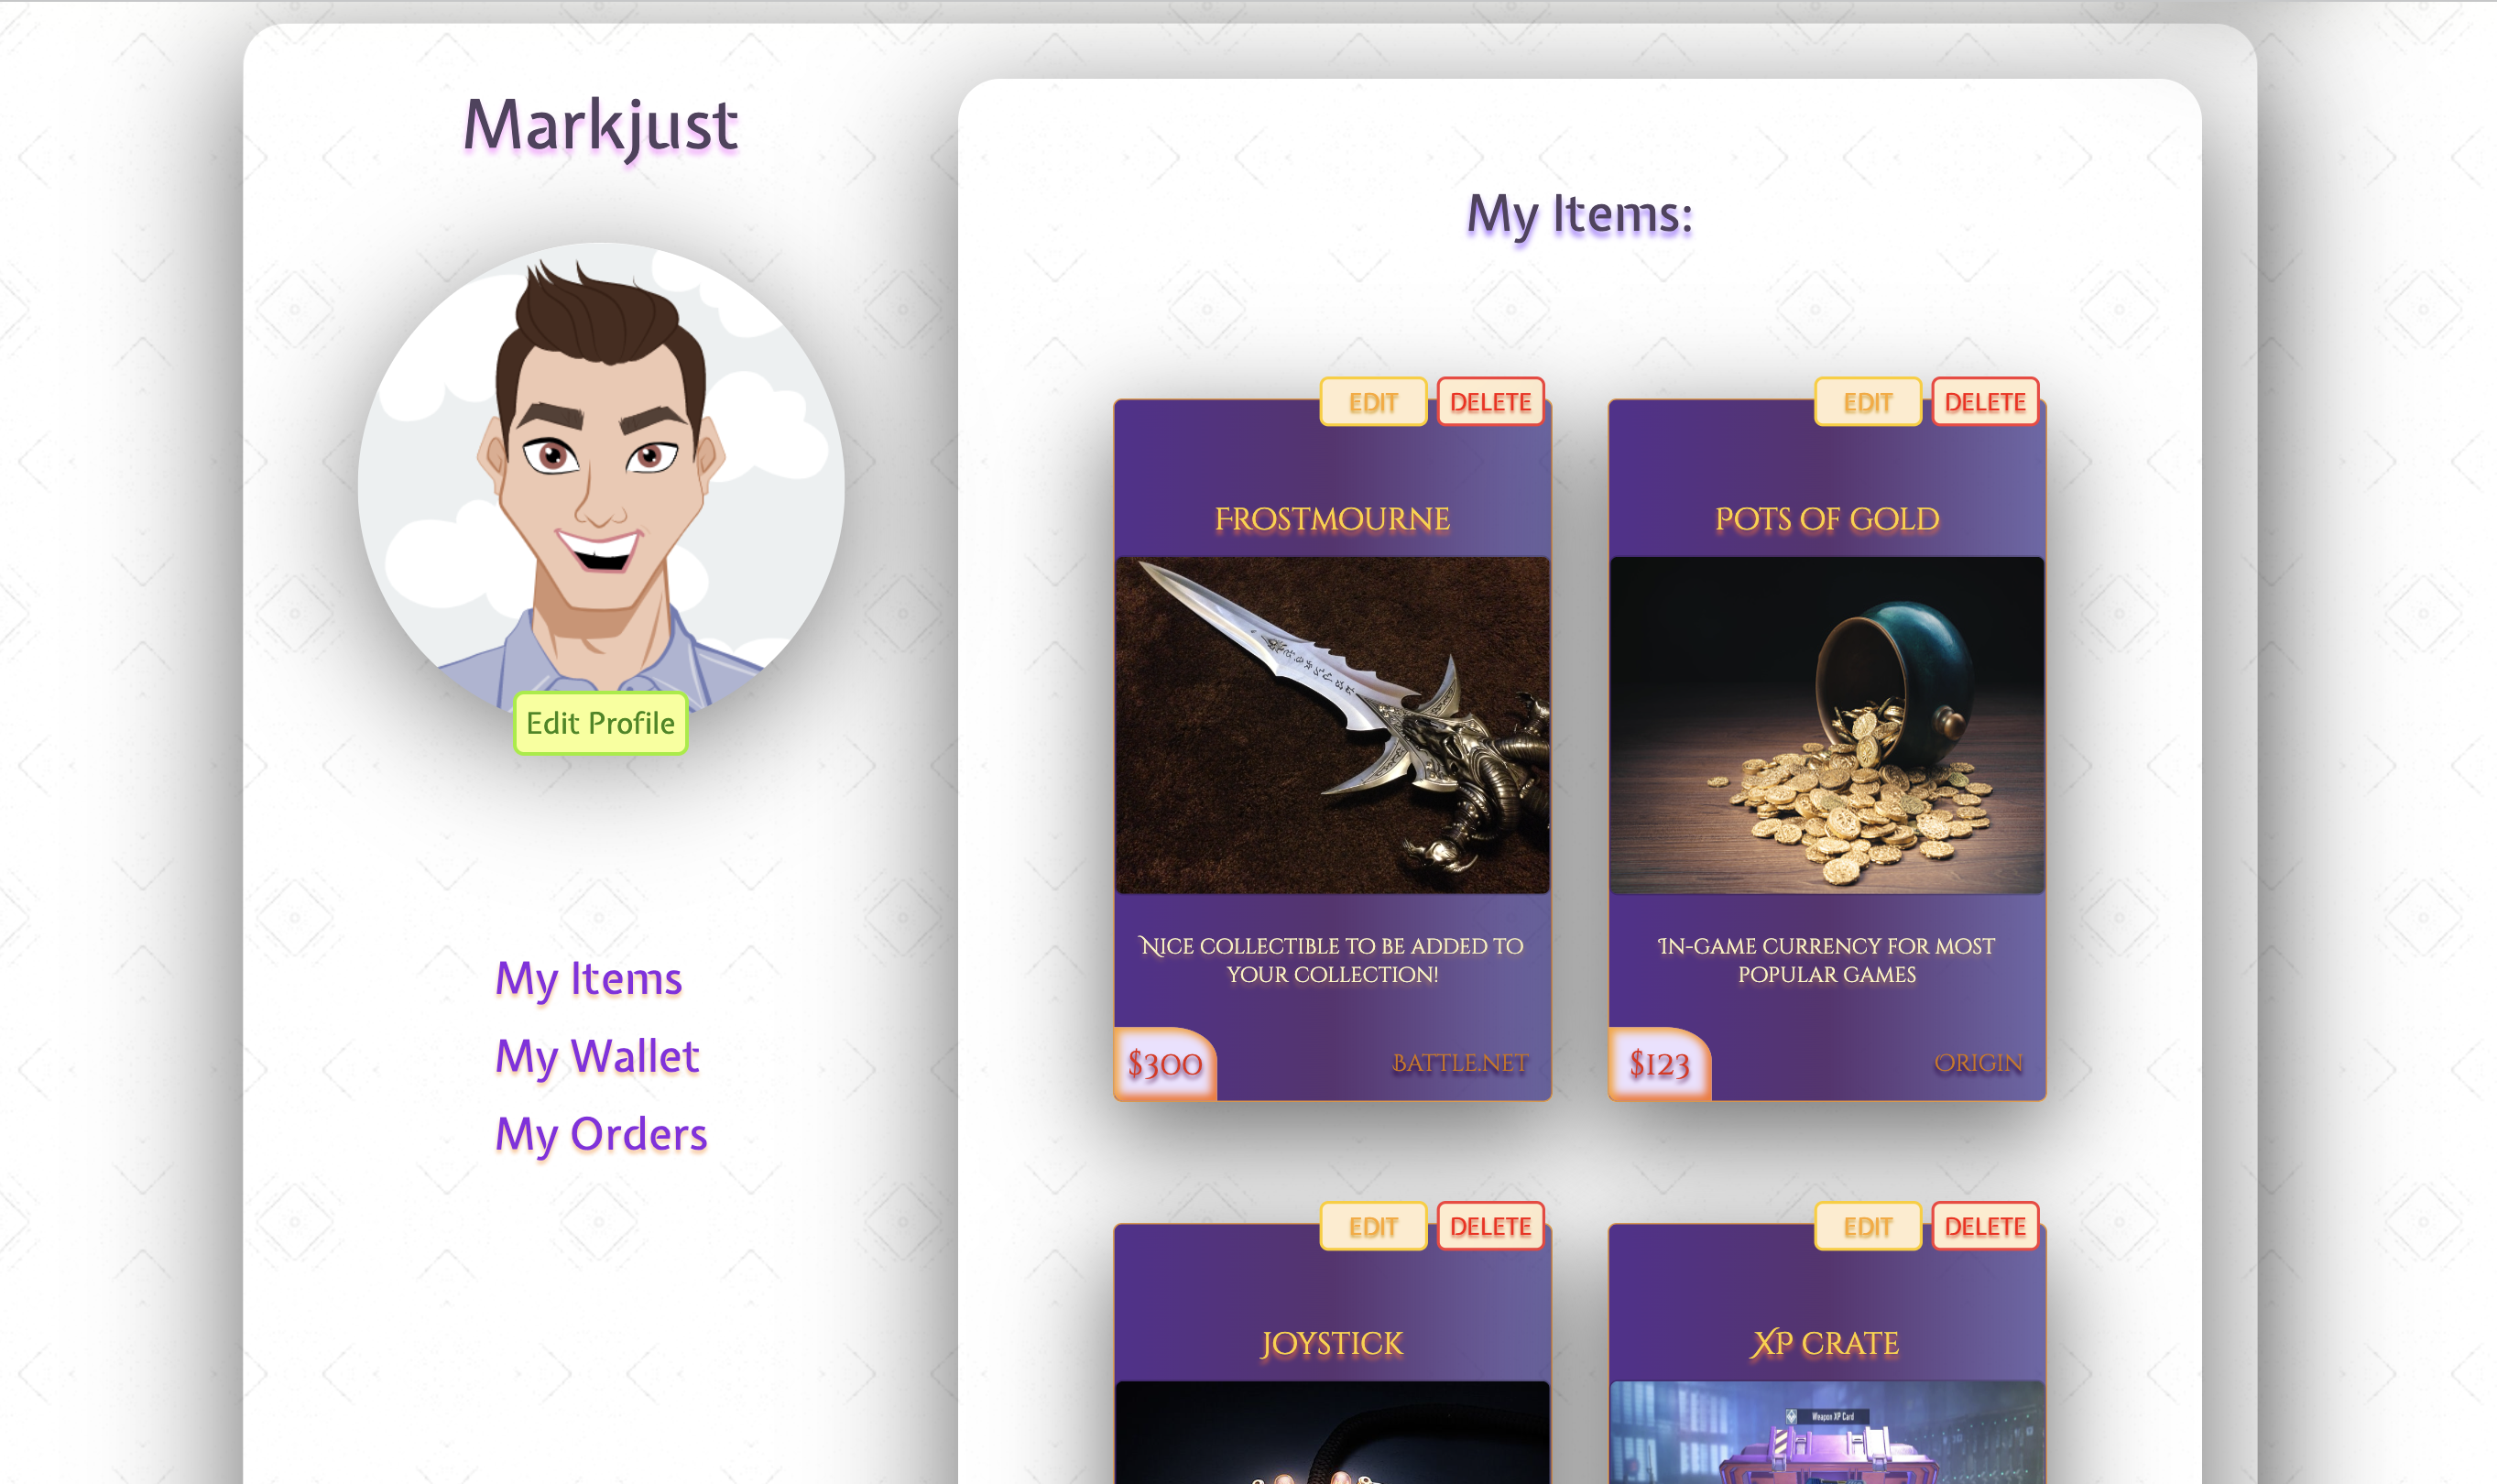 Markjust
Edit Profile
My Items
My Wallet
My Orders
My Items:
EDIT
DELETE
FROSTMOURNE
NICE COLLECTIBLE TO BE ADDED TO
YOUR COLLECTION!
$300
BATTLE.NET
EDIT
DELETE
POTS OF GOLD
IN-GAME CURRENCY FOR MOST
POPULAR GAMES
$123
ORIGIN
EDIT
DELETE
JOYSTICK
EDIT
DELETE
XP CRATE
Weapon XP Card